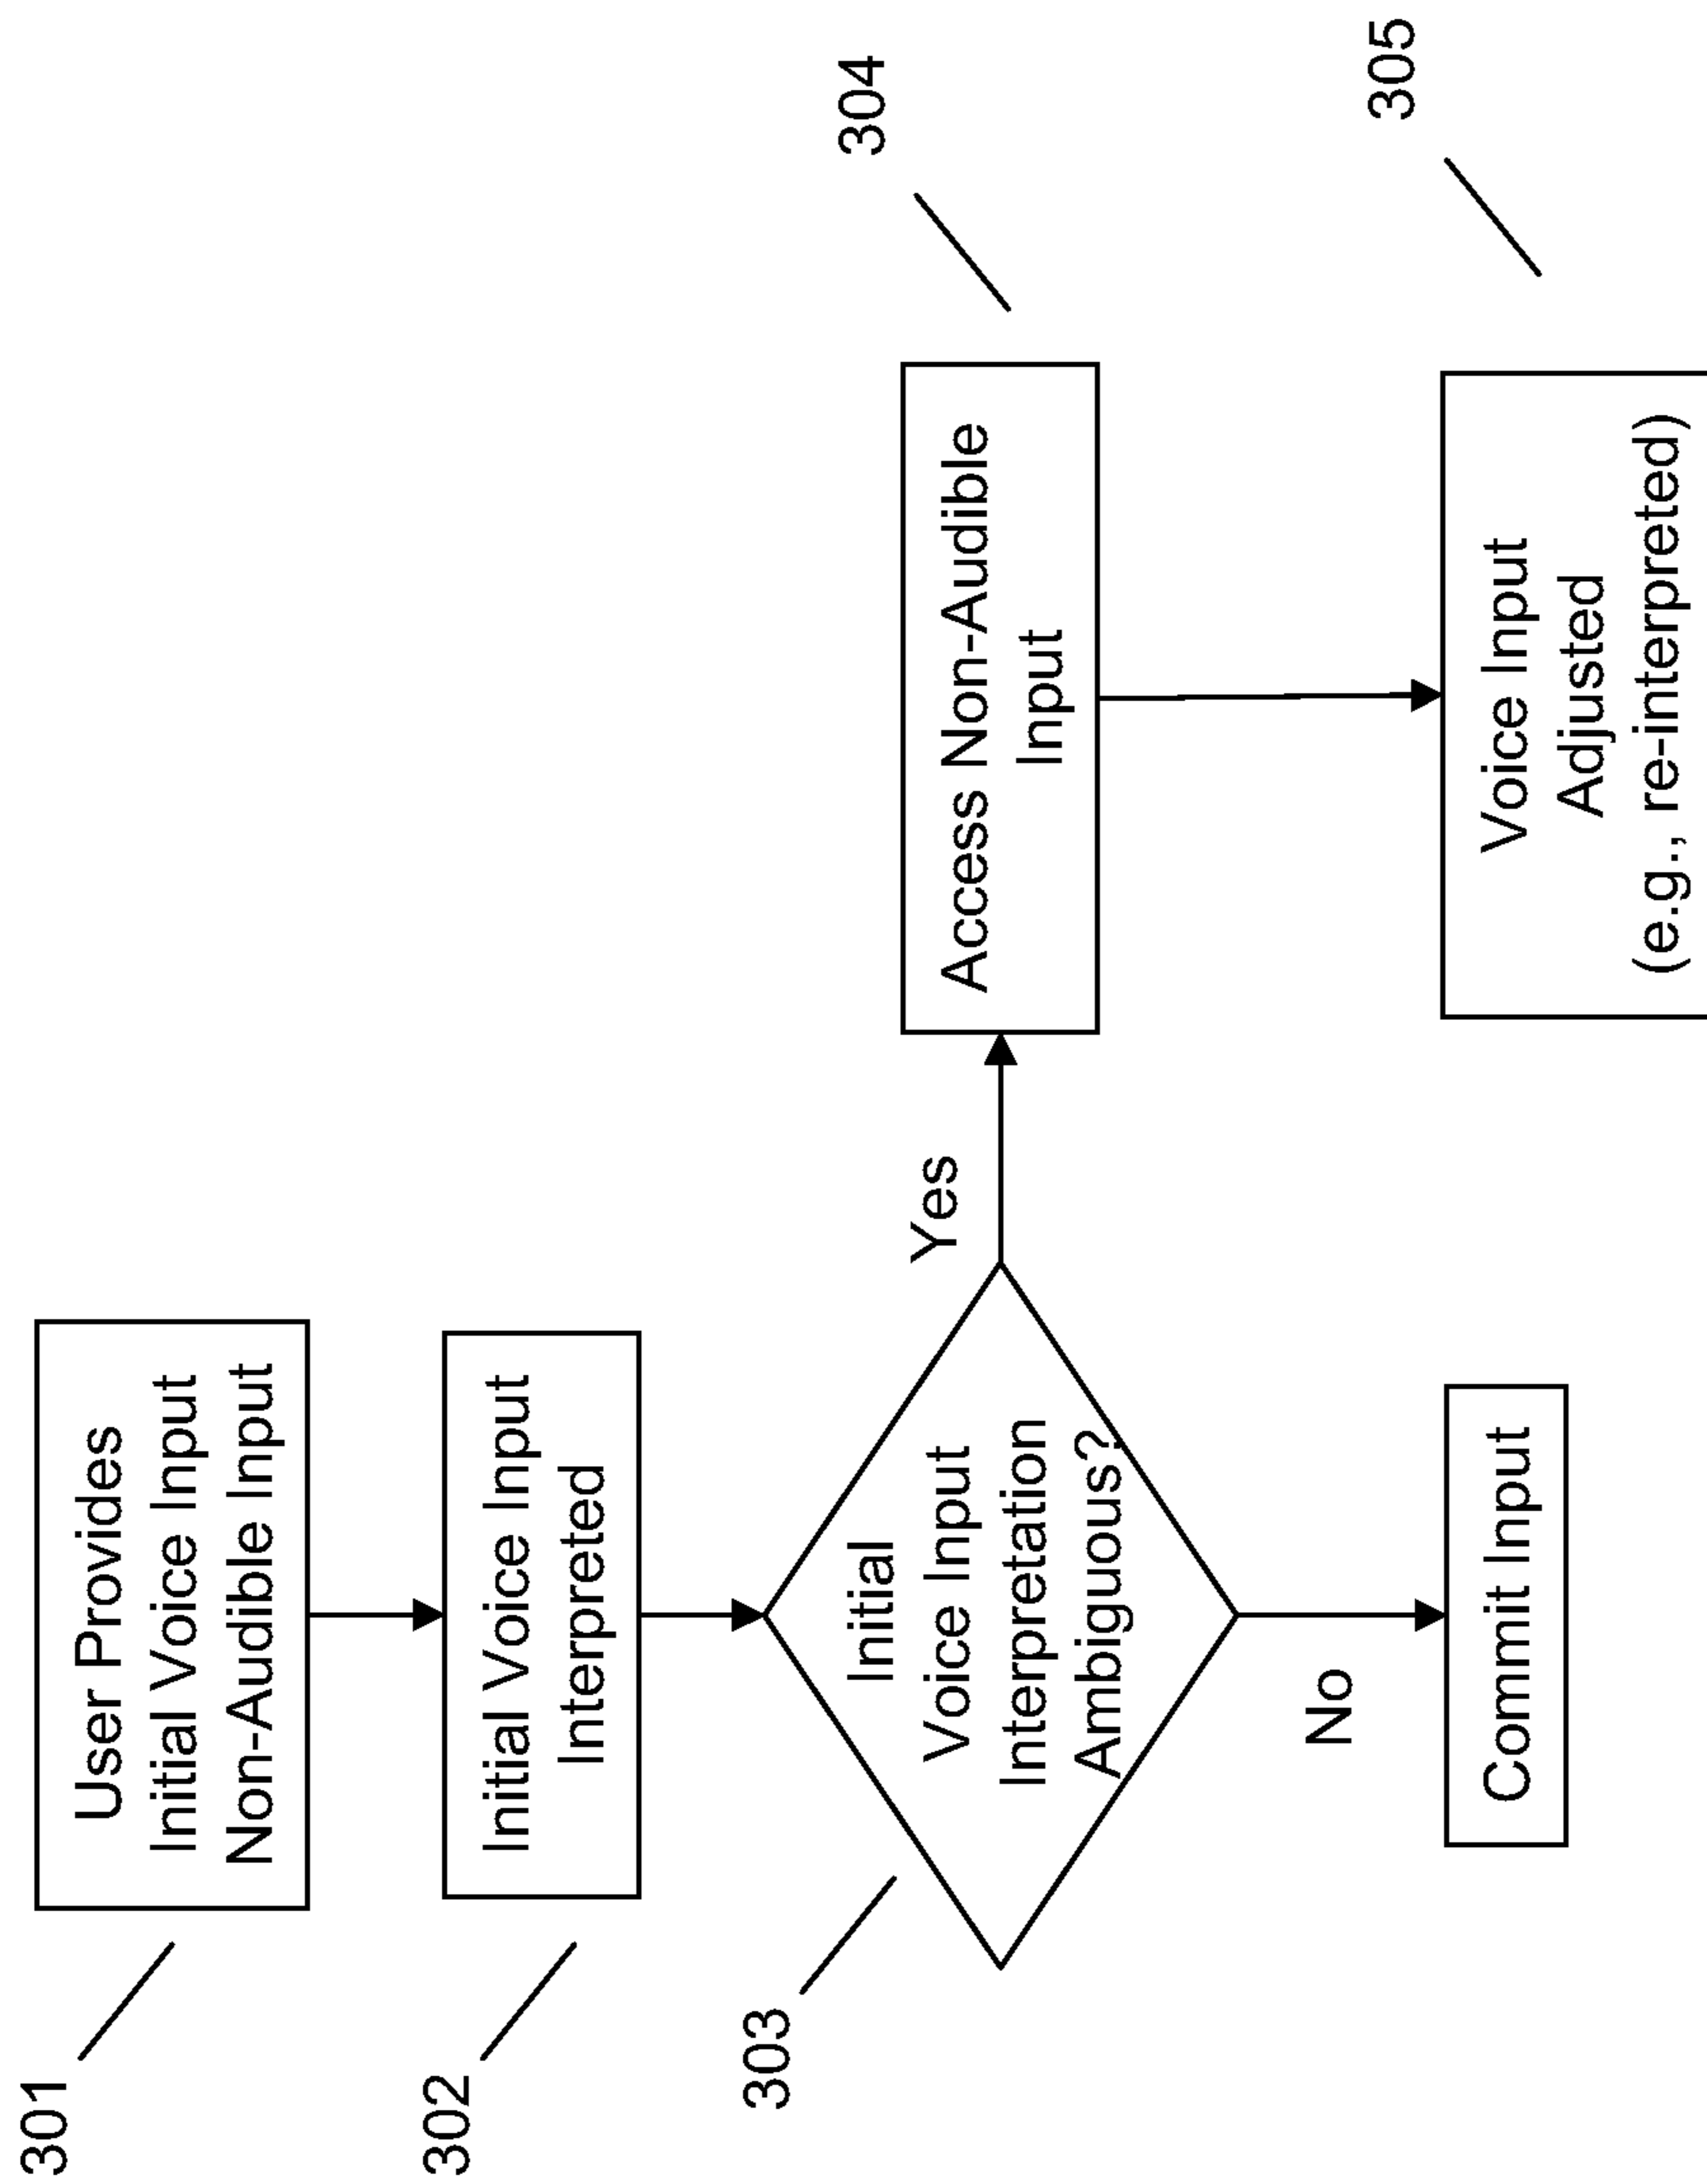 301
User Provides
Initial Voice Input
Non-Audible Input
302
Initial Voice Input
Interpreted
303
Initial
Voice Input
Interpretation
Ambiguous?
Yes
304
Access Non-Audible
Input
No
Commit Input
305
Voice Input
Adjusted
(e.g., re-interpreted)